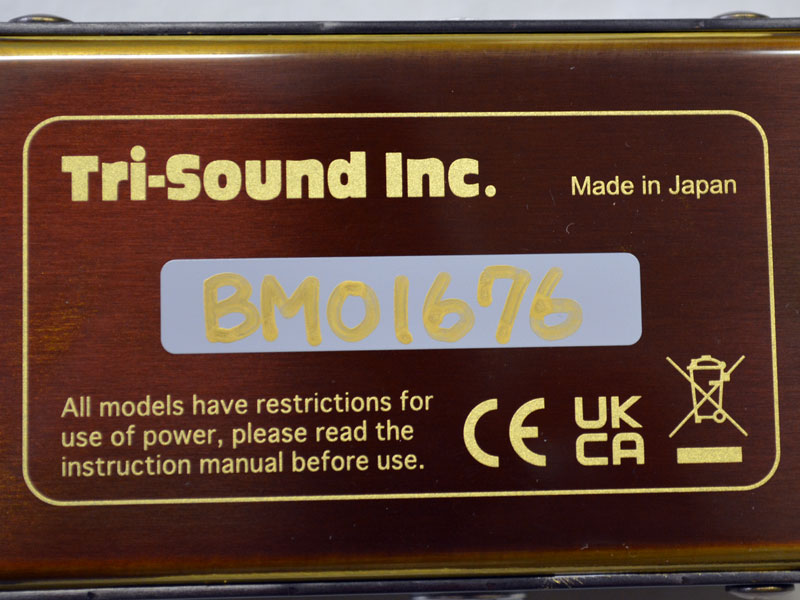 Tri-Sound Inc.
Made in Japan
BM01676
All models have restrictions for
use of power, please read the
instruction manual before use.
CE
UK
CA